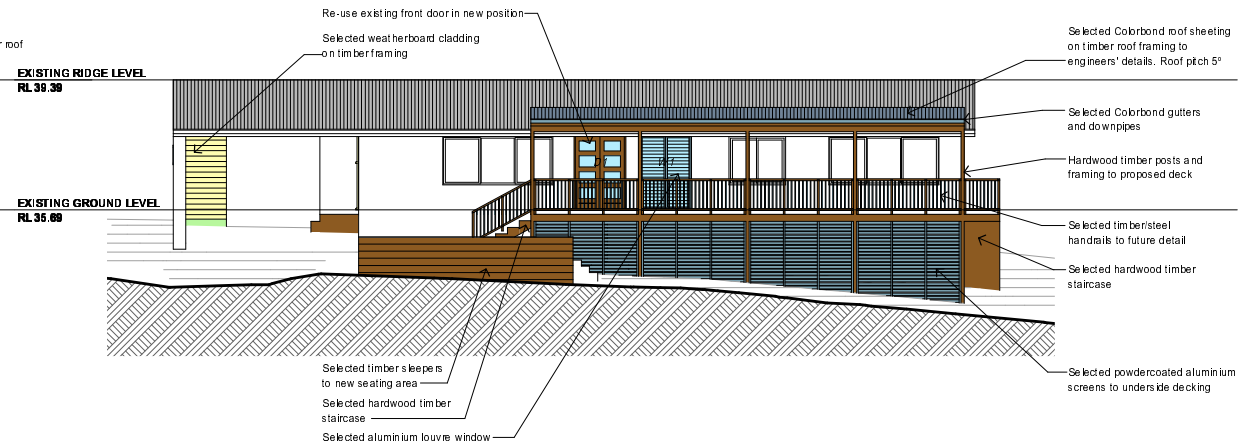 Re-use existing front door in new position
Selected weatherboard cladding
on timber framing
r roof
EXISTING RIDGE LEVEL
RL 39.39
Selected Colorbond roof sheeting
on timber roof framing to
engineers' details. Roof pitch 5°
Selected Colorbond gutters
and downpipes
Hardwood timber posts and
framing to proposed deck
D1
W1
EXISTING GROUND LEVEL
RL 35.69
Selected timber/steel
handrails to future detail
Selected hardwood timber
staircase
Selected timber sleepers
to new seating area
Selected hardwood timber
staircase
Selected aluminium louvre window
Selected powdercoated aluminium
screens to underside decking